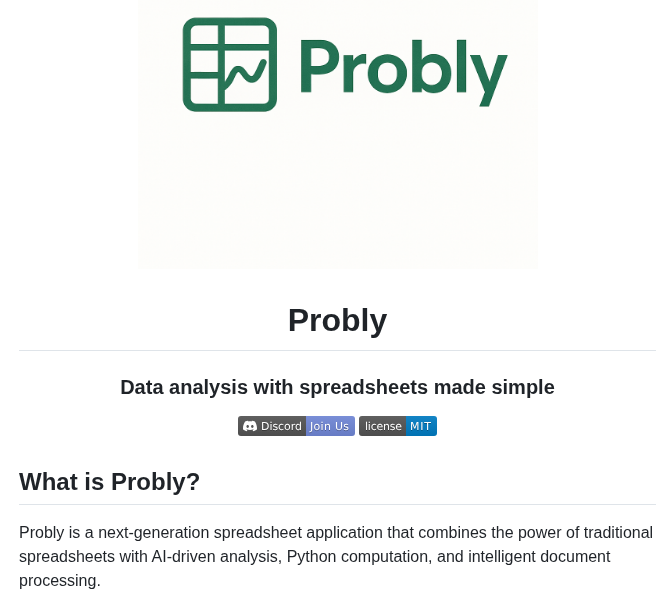 Probly
Probly
Data analysis with spreadsheets made simple
Discord Join Us license MIT
What is Probly?
Probly is a next-generation spreadsheet application that combines the power of traditional
spreadsheets with AI-driven analysis, Python computation, and intelligent document
processing.